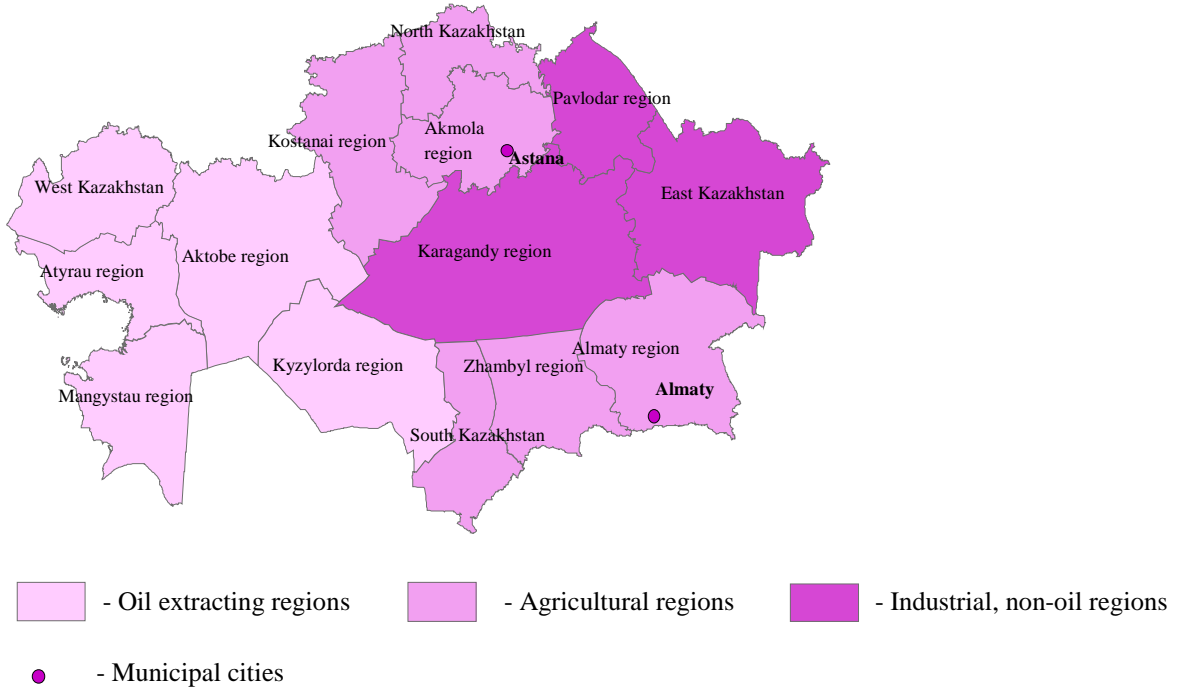 North Kazakhstan
Pavlodar region
Akmola
region
Kostanai region
Astana
West Kazakhstan
East Kazakhstan
Karagandy region
Aktobe region
Atyrau region
Almaty region
Kyzylorda region
Zhambyl region
Almaty
Mangystau region
South Kazakhstan
- Oil extracting regions
- Agricultural regions
- Industrial, non-oil regions
- Municipal cities